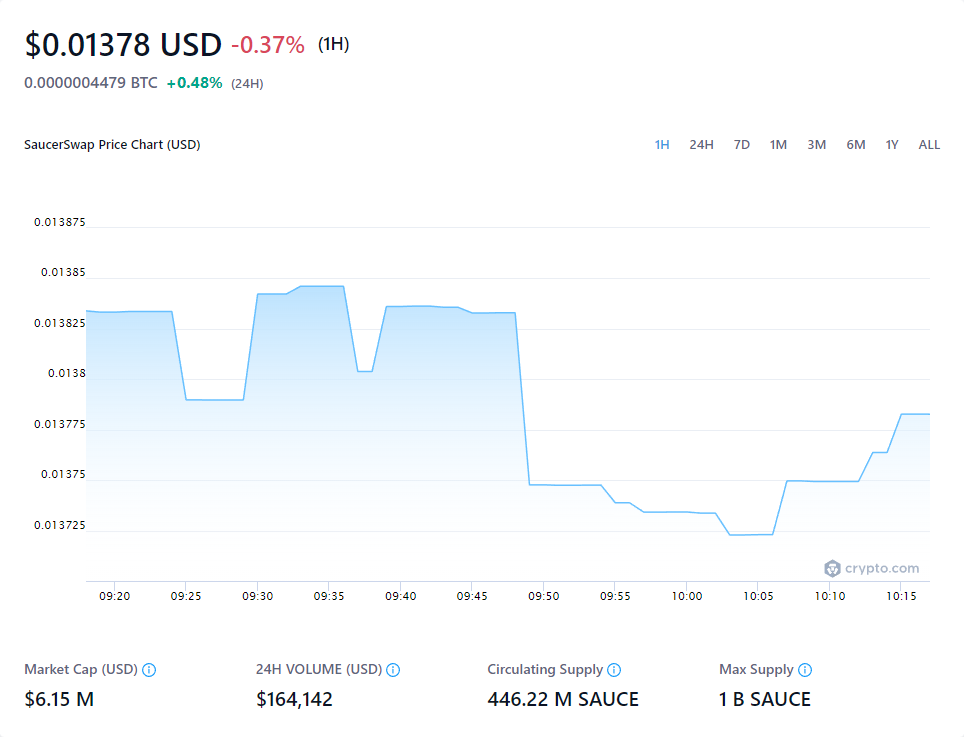 $0.01378 USD -0.37% (1H)
0.0000004479 BTC +0.48% (24H)
SaucerSwap Price Chart (USD) 1H 24H 7D 1M 3M 6M 1Y ALL
0.013875
0.01385
0.013825
0.0138
0.013775
0.01375
0.013725
crypto.com
09:20 09:25 09:30 09:35 09:40 09:45 09:50 09:55 10:00 10:05 10:10 10:15
Market Cap (USD) 24H VOLUME (USD) Circulating Supply Max Supply
$6.15 M $164,142 446.22 M SAUCE 1 B SAUCE